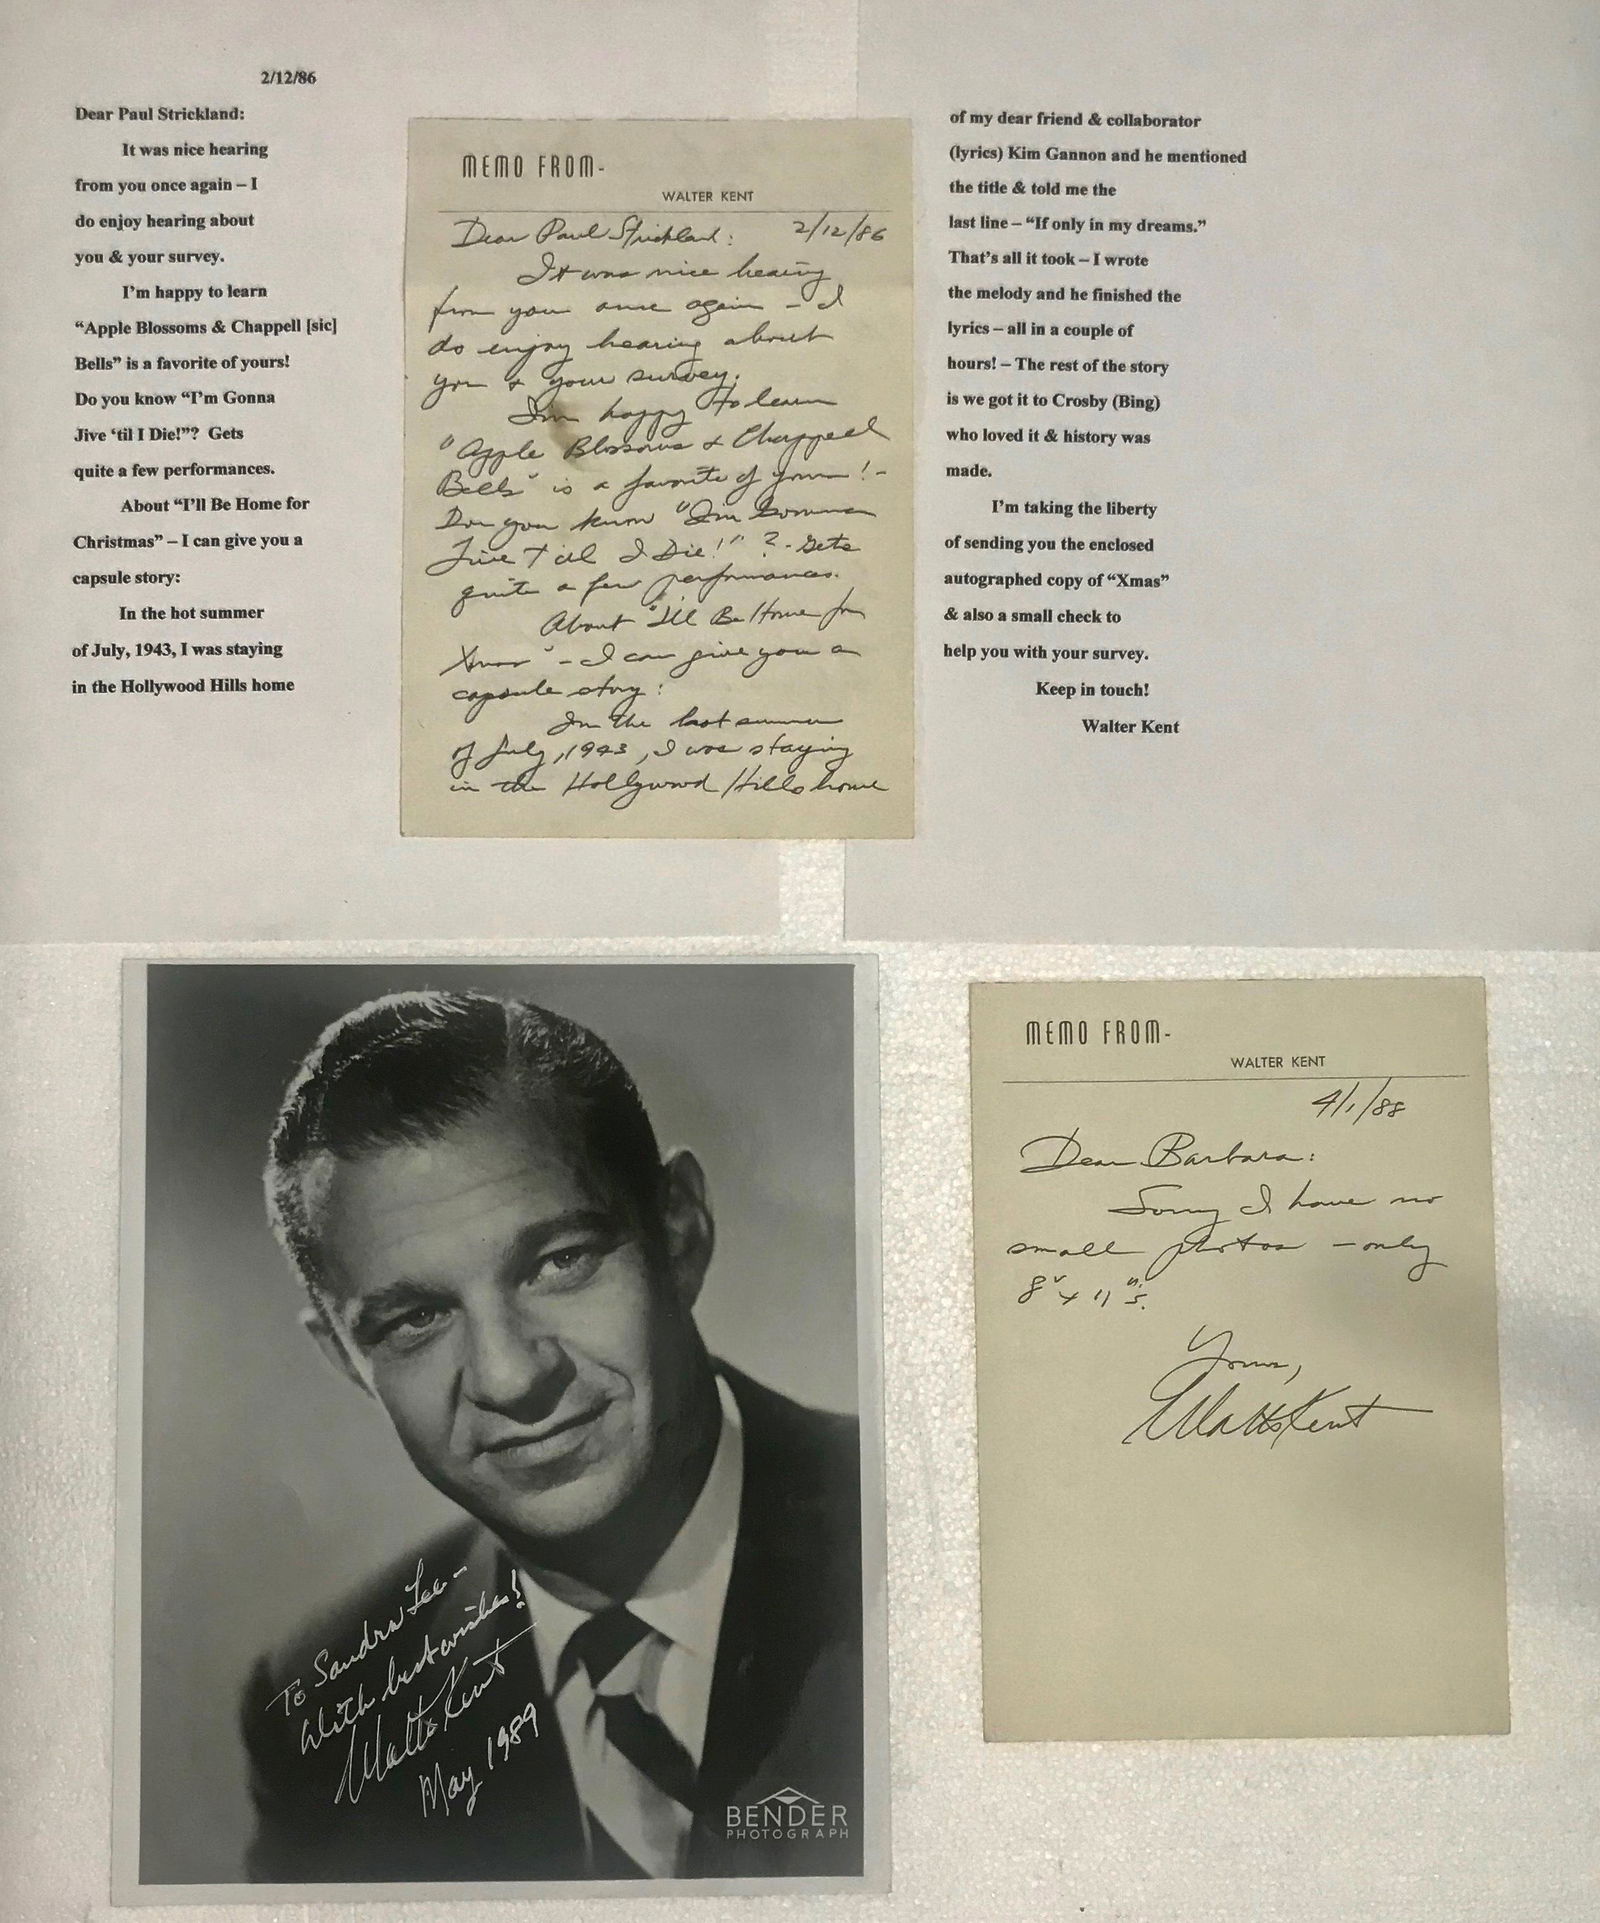 2/12/86
Dear Paul Strickland:
It was nice hearing
from you once again – I
do enjoy hearing about
you & your survey.
I'm happy to learn
“Apple Blossoms & Chappell [sic]
Bells” is a favorite of yours!
Do you know “I'm Gonna
Jive ‘til I Die!”? Gets
quite a few performances.
About “I'll Be Home for
Christmas” – I can give you a
capsule story:
In the hot summer
of July, 1943, I was staying
in the Hollywood Hills home
MEMO FROM-
WALTER KENT
Dear Paul Strickland: 2/12/86
It was nice hearing
from you once again – I
do enjoy hearing about
you & your survey.
I'm happy to learn
"Apple Blossoms & Chappell
Bells" is a favorite of yours! -
Do you know "I'm Gonna
Jive 'til I Die!" ? - Gets
quite a few performances.
About "I'll Be Home for
Xmas" – I can give you a
capsule story:
In the hot summer
of July, 1943, I was staying
in the Hollywood Hills home
of my dear friend & collaborator
(lyrics) Kim Gannon and he mentioned
the title & told me the
last line – “If only in my dreams.”
That's all it took – I wrote
the melody and he finished the
lyrics – all in a couple of
hours! – The rest of the story
is we got it to Crosby (Bing)
who loved it & history was
made.
I'm taking the liberty
of sending you the enclosed
autographed copy of “Xmas”
& also a small check to
help you with your survey.
Keep in touch!
Walter Kent
To Sandra Lee-
With best wishes!
Walter Kent
May 1989
BENDER
PHOTOGRAPH
MEMO FROM-
WALTER KENT
4/1/88
Dear Barbara:
Sorry I have no
small photos – only
8" x 11"s.
Yours,
Walter Kent